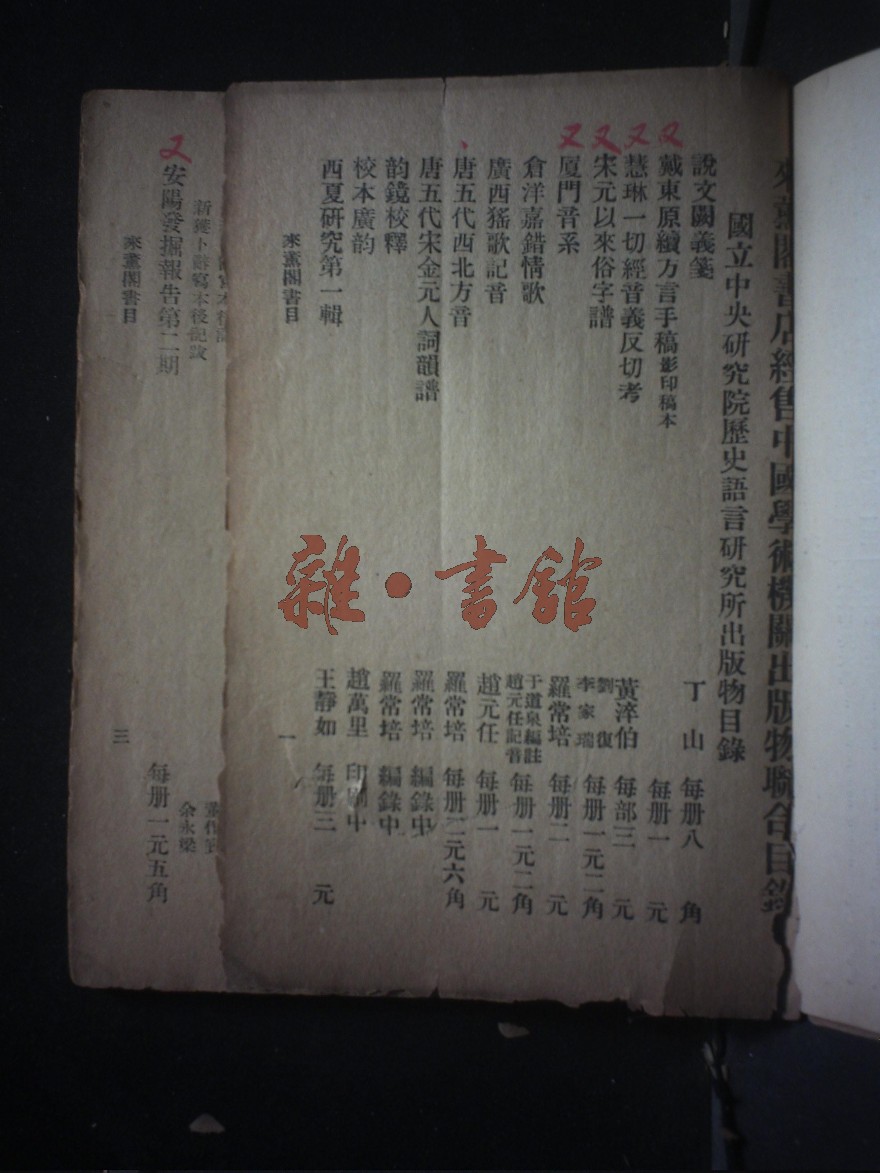 來薰閣書店經售中國學術機關出版物聯合目錄
國立中央研究院歷史語言研究所出版物目錄
說文闕義箋 丁山 每册八角
戴東原續方言手稿影印稿本 每册一元
慧琳一切經音義反切考 黃淬伯 每部三元
宋元以來俗字譜 劉復 李家瑞 每册一元二角
厦門音系 羅常培 每册二元
倉洋嘉錯情歌 于道泉編註 趙元任記音 每册一元二角
廣西猺歌記音 趙元任 每册一元
唐五代西北方音 羅常培 每册二元六角
唐五代宋金元人詞韻譜 羅常培 編錄中
韵鏡校釋 羅常培 編錄中
校本廣韵 趙萬里 印刷中
西夏研究第一輯 王靜如 每册三元
來薰閣書目 一
又 又 又 又
新獲卜辭寫本後記跋 余永梁
又 安陽發掘報告第二期 每册一元五角
來薰閣書目 三
雜·書館